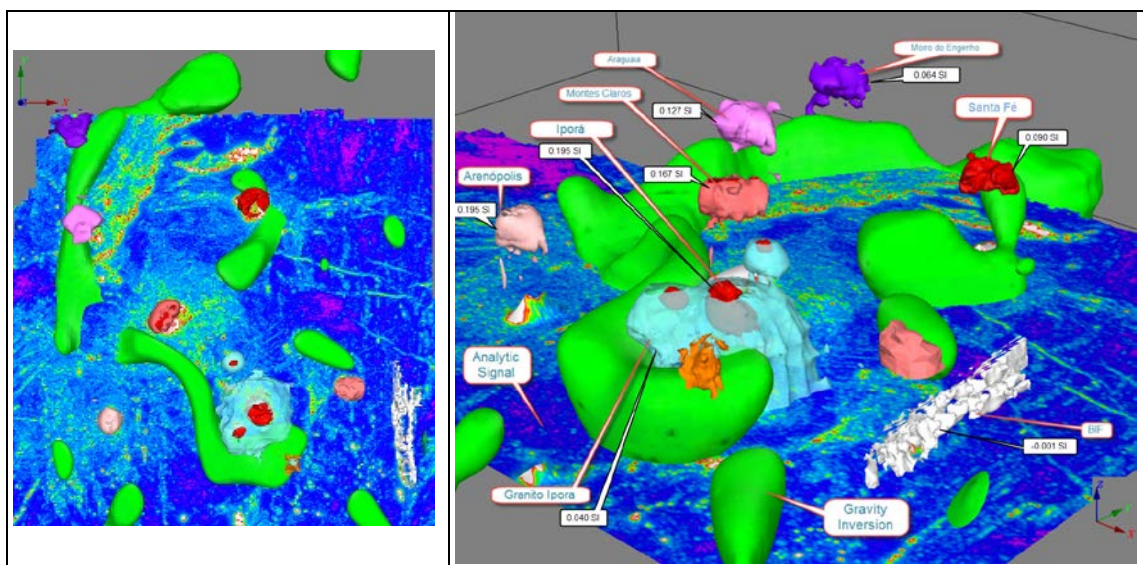 Y
X
Morro do Engenho
Araguaia
0.064 SI
Montes Claros
0.127 SI
Santa Fé
Iporá
0.195 SI
0.090 SI
Arenópolis
0.167 SI
0.195 SI
Analytic
Signal
BIF
-0.001 SI
Granito Ipora
0.040 SI
Gravity
Inversion
Z
Y
X